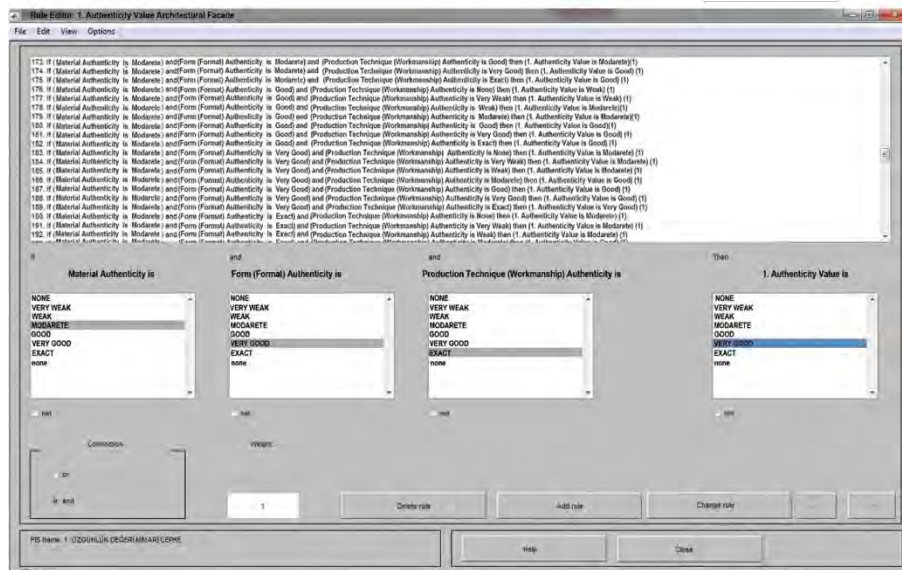 Rule Editor: 1. Authenticity Value Architectural Facade
File Edit View Options
173. If (Material Authenticity is Modarete) and(Form (Format) Authenticity is Modarete) and (Production Technique (Workmanship) Authenticity is Good) then (1. Authenticity Value is Modarete)(1)
174. If (Material Authenticity is Modarete) and(Form (Format) Authenticity is Modarete) and (Production Technique (Workmanship) Authenticity is Very Good) then (1. Authenticity Value is Good) (1)
175. If (Material Authenticity is Modarete) and(Form (Format) Authenticity is Modarete) and (Production Technique (Workmanship) Authenticity is Exact) then (1. Authenticity Value is Good) (1)
176. If (Material Authenticity is Modarete) and(Form (Format) Authenticity is Good) and (Production Technique (Workmanship) Authenticity is None) then (1. Authenticity Value is Weak) (1)
177. If (Material Authenticity is Modarete) and(Form (Format) Authenticity is Good) and (Production Technique (Workmanship) Authenticity is Very Weak) then (1. Authenticity Value is Weak) (1)
178. If (Material Authenticity is Modarete) and(Form (Format) Authenticity is Good) and (Production Technique (Workmanship) Authenticity is Weak) then (1. Authenticity Value is Modarete)(1)
179. If (Material Authenticity is Modarete) and(Form (Format) Authenticity is Good) and (Production Technique (Workmanship) Authenticity is Modarete) then (1. Authenticity Value is Modarete)(1)
180. If (Material Authenticity is Modarete) and(Form (Format) Authenticity is Good) and (Production Technique (Workmanship) Authenticity is Good) then (1. Authenticity Value is Good)(1)
181. If (Material Authenticity is Modarete) and(Form (Format) Authenticity is Good) and (Production Technique (Workmanship) Authenticity is Very Good) then (1. Authenticity Value is Good) (1)
182. If (Material Authenticity is Modarete) and(Form (Format) Authenticity is Good) and (Production Technique (Workmanship) Authenticity is Exact) then (1. Authenticity Value is Good) (1)
183. If (Material Authenticity is Modarete) and(Form (Format) Authenticity is Very Good) and (Production Technique (Workmanship) Authenticity is None) then (1. Authenticity Value is Modarete) (1)
184. If (Material Authenticity is Modarete) and(Form (Format) Authenticity is Very Good) and (Production Technique (Workmanship) Authenticity is Very Weak) then (1. Authenticity Value is Modarete) (1)
185. If (Material Authenticity is Modarete) and(Form (Format) Authenticity is Very Good) and (Production Technique (Workmanship) Authenticity is Weak) then (1. Authenticity Value is Modarete) (1)
186. If (Material Authenticity is Modarete) and(Form (Format) Authenticity is Very Good) and (Production Technique (Workmanship) Authenticity is Modarete) then (1. Authenticity Value is Good) (1)
187. If (Material Authenticity is Modarete) and(Form (Format) Authenticity is Very Good) and (Production Technique (Workmanship) Authenticity is Good) then (1. Authenticity Value is Good) (1)
188. If (Material Authenticity is Modarete) and(Form (Format) Authenticity is Very Good) and (Production Technique (Workmanship) Authenticity is Very Good) then (1. Authenticity Value is Good) (1)
189. If (Material Authenticity is Modarete) and(Form (Format) Authenticity is Very Good) and (Production Technique (Workmanship) Authenticity is Exact) then (1. Authenticity Value is Very Good) (1)
190. If (Material Authenticity is Modarete) and(Form (Format) Authenticity is Exact) and (Production Technique (Workmanship) Authenticity is None) then (1. Authenticity Value is Modarete) (1)
191. If (Material Authenticity is Modarete) and(Form (Format) Authenticity is Exact) and (Production Technique (Workmanship) Authenticity is Very Weak) then (1. Authenticity Value is Modarete) (1)
192. If (Material Authenticity is Modarete) and(Form (Format) Authenticity is Exact) and (Production Technique (Workmanship) Authenticity is Weak) then (1. Authenticity Value is Good) (1)
If and and Then
Material Authenticity is Form (Format) Authenticity is Production Technique (Workmanship) Authenticity is 1. Authenticity Value is
NONE NONE NONE NONE
VERY WEAK VERY WEAK VERY WEAK VERY WEAK
WEAK WEAK WEAK WEAK
MODARETE MODARETE MODARETE MODARETE
GOOD GOOD GOOD GOOD
VERY GOOD VERY GOOD VERY GOOD VERY GOOD
EXACT EXACT EXACT EXACT
none none none none
not not not not
Connection Weight
or
and 1 Delete rule Add rule Change rule
FIS Name: 1. ÖZGÜNLÜK DEĞERİ MİMARİ CEPHE Help Close